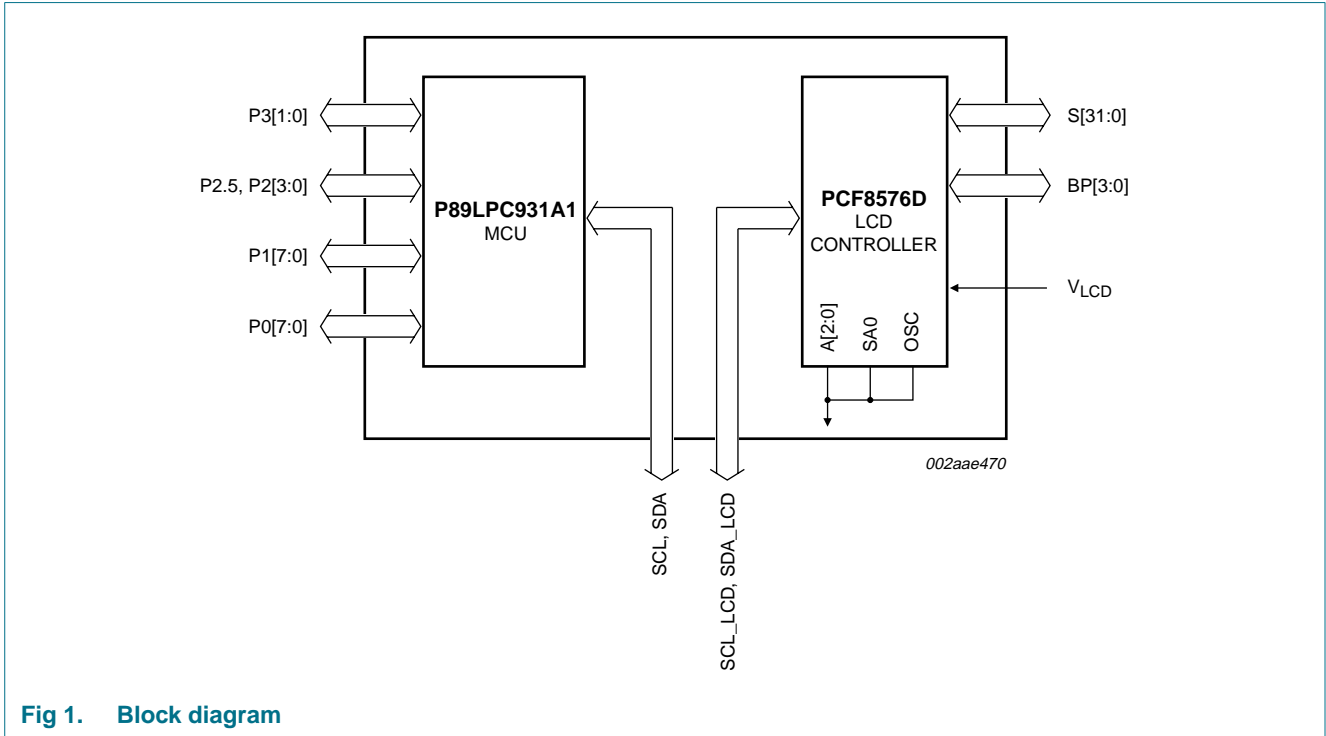 P3[1:0]
P2.5, P2[3:0]
P1[7:0]
P0[7:0]
P89LPC931A1
MCU
PCF8576D
LCD
CONTROLLER
A[2:0]
SA0
OSC
S[31:0]
BP[3:0]
VLCD
002aae470
SCL, SDA
SCL_LCD, SDA_LCD
Fig 1. Block diagram